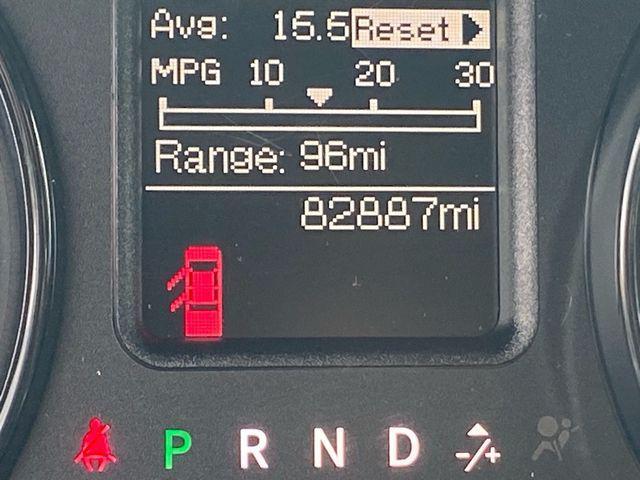 Avg: 15.5 Reset
MPG 10 20 30
Range: 96mi
82887mi
P R N D -/+